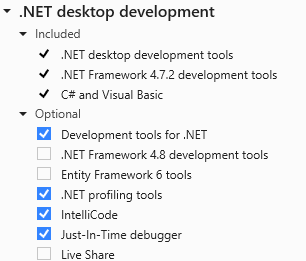 .NET desktop development
Included
.NET desktop development tools
.NET Framework 4.7.2 development tools
C# and Visual Basic
Optional
Development tools for .NET
.NET Framework 4.8 development tools
Entity Framework 6 tools
.NET profiling tools
IntelliCode
Just-In-Time debugger
Live Share